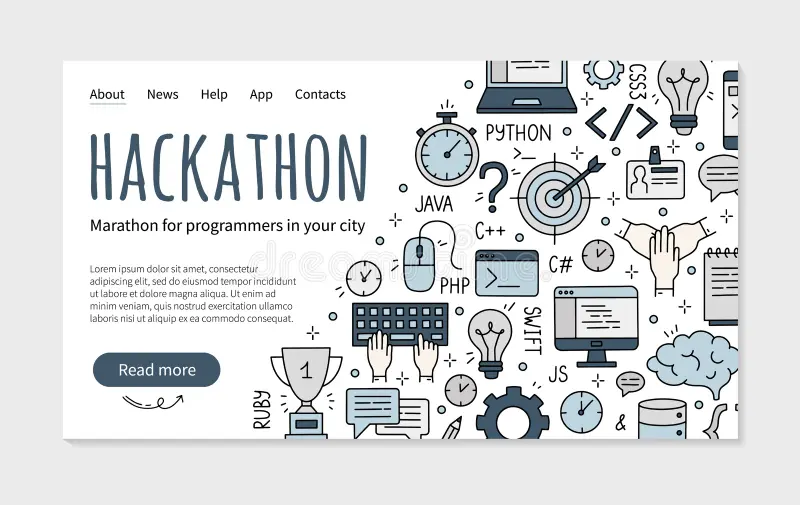 About News Help App Contacts
HACKATHON
Marathon for programmers in your city
Lorem ipsum dolor sit amet, consectetur
adipiscing elit, sed do eiusmod tempor
incididunt ut labore et dolore magna
aliqua. Ut enim ad minim veniam, quis
nostrud exercitation ullamco laboris
nisi ut aliquip ex ea commodo consequat.
Read more
CSS3
</>
PYTHON
>_
?
JAVA
C++
C#
PHP
>_
SWIFT
JS
1
RUBY
&
{
dreamstime